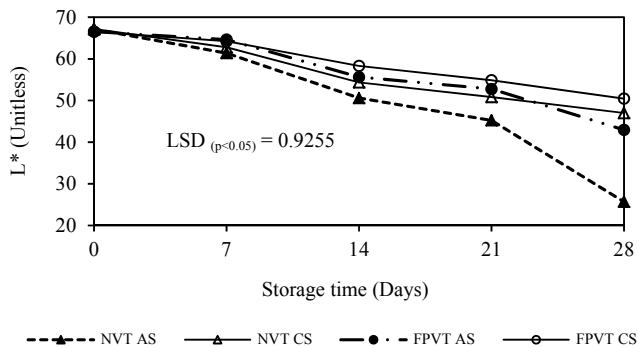 70
60
50
40
30
20
L* (Unitless)
LSD (p<0.05) = 0.9255
0 7 14 21 28
Storage time (Days)
NVT AS NVT CS FPVT AS FPVT CS